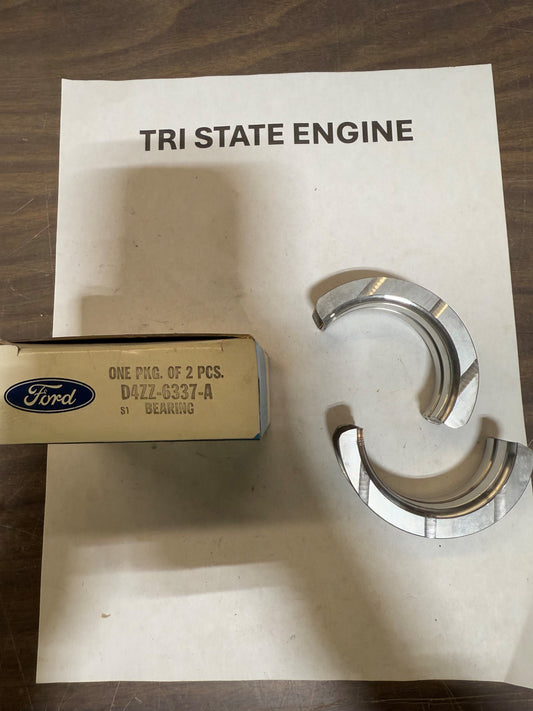 TRI STATE ENGINE
ONE PKG. OF 2 PCS.
Ford
D4ZZ-6337-A
S1 BEARING